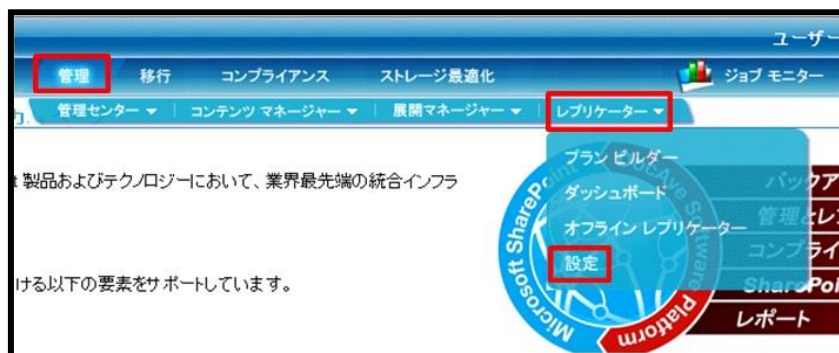 ユーザー
管理 移行 コンプライアンス ストレージ最適化 ジョブ モニター
管理センター コンテンツ マネージャー 展開マネージャー レプリケーター
プラン ビルダー
製品およびテクノロジーにおいて、業界最先端の統合インフラ
ダッシュボード
オフライン レプリケーター
設定
ける以下の要素をサポートしています。
バックア
管理とレプ
コンプライ
SharePoi
レポート
Microsoft SharePo
DocAve Software Platform